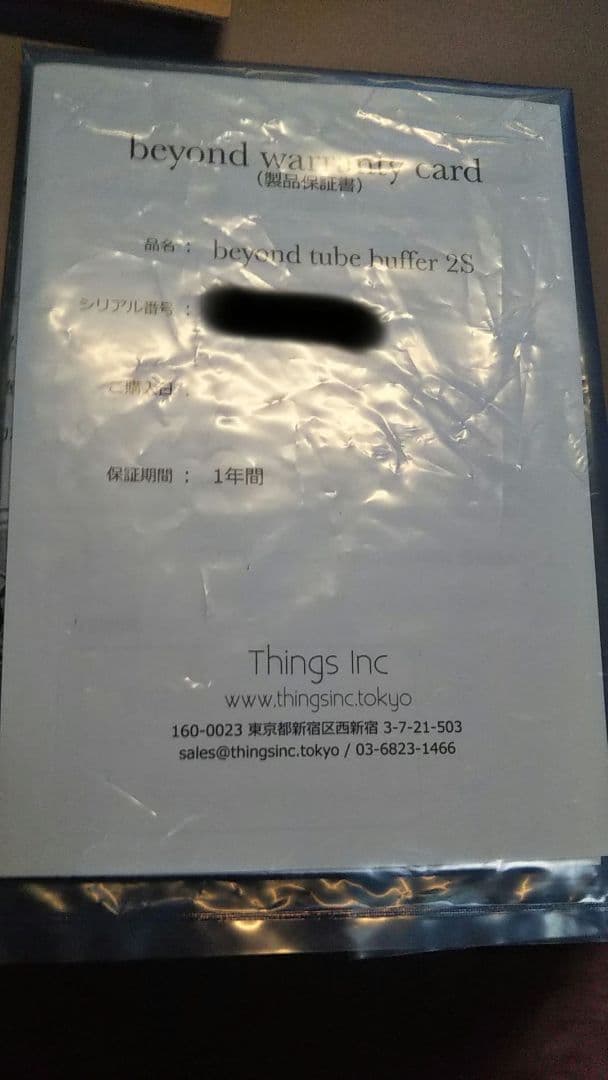 beyond warranty card
(製品保証書)
品名： beyond tube buffer 2S
シリアル番号：
ご購入日：
保証期間： 1年間
Things Inc
www.thingsinc.tokyo
160-0023 東京都新宿区西新宿 3-7-21-503
sales@thingsinc.tokyo / 03-6823-1466